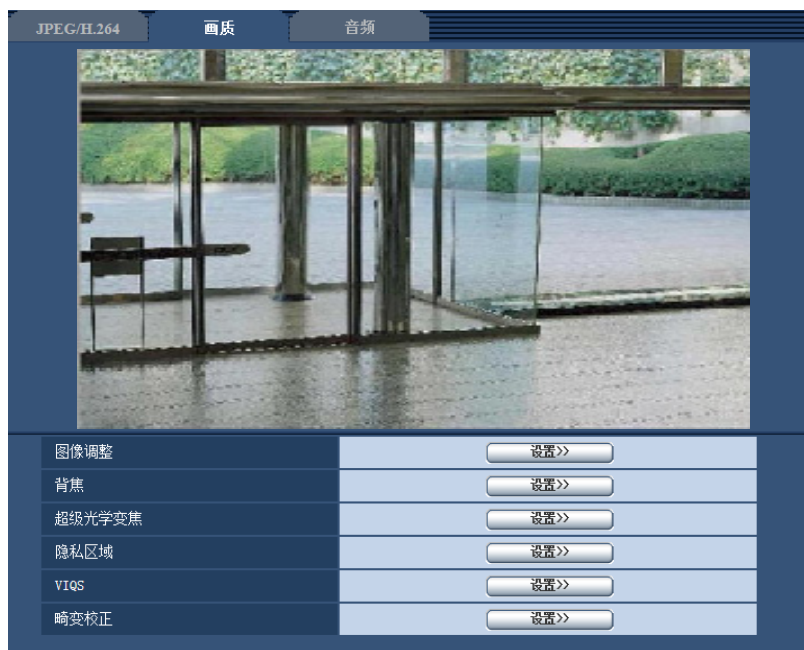 JPEG/H.264 画质 音频
图像调整 设置>>
背焦 设置>>
超级光学变焦 设置>>
隐私区域 设置>>
VIQS 设置>>
畸变校正 设置>>